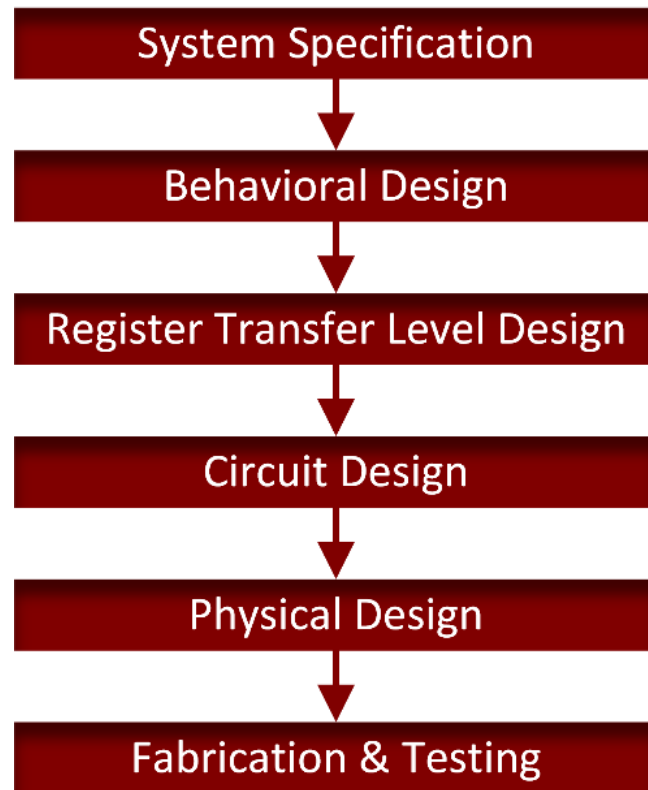 System Specification
Behavioral Design
Register Transfer Level Design
Circuit Design
Physical Design
Fabrication & Testing